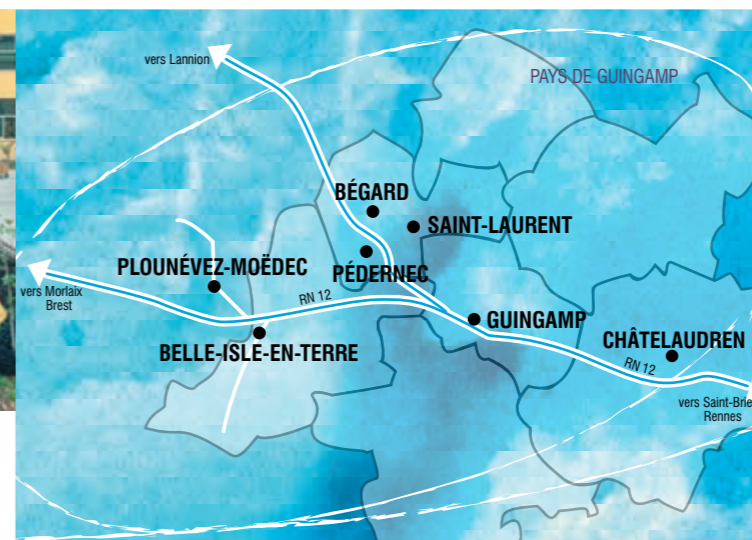 vers Lannion
PAYS DE GUINGAMP
BÉGARD
SAINT-LAURENT
PLOUNÉVEZ-MOËDEC
PÉDERNEC
vers Morlaix
Brest
RN 12
GUINGAMP
CHÂTELAUDREN
BELLE-ISLE-EN-TERRE
RN 12
vers Saint-Brie
Rennes